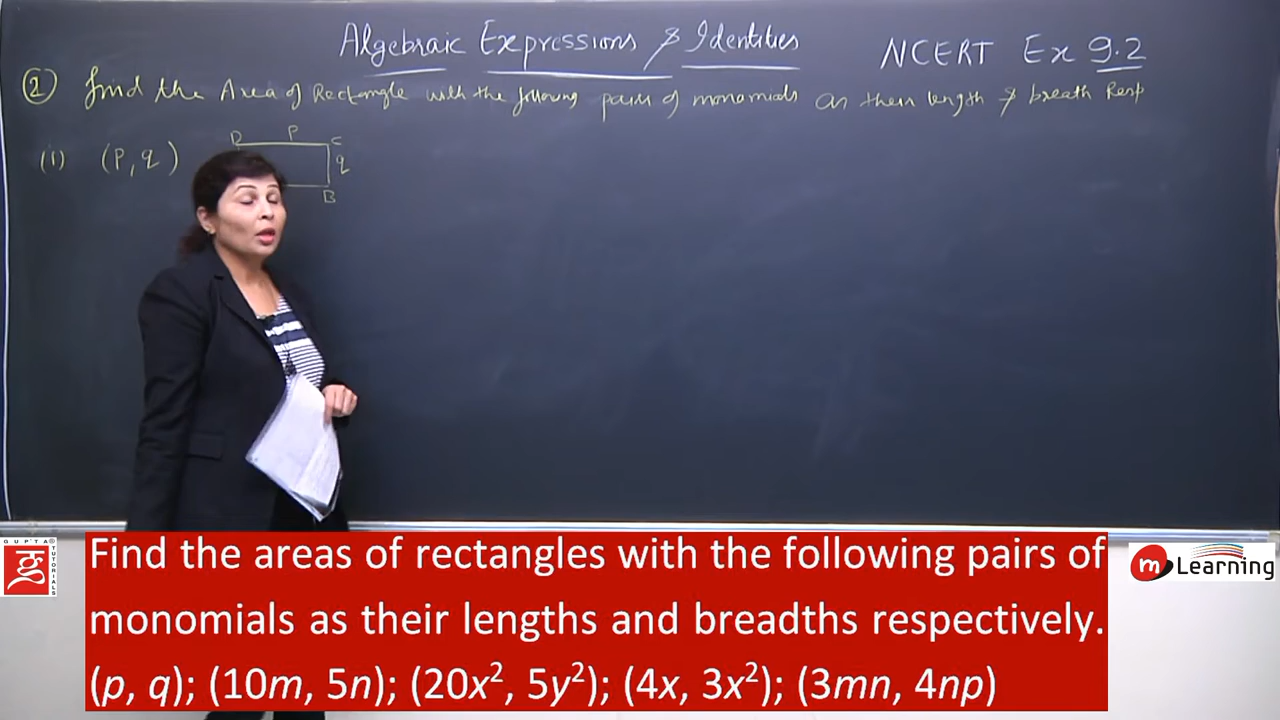 Algebraic Expressions & Identities NCERT Ex 9.2
② Find the Area of Rectangle with the following pairs of monomials as their length & breath Resp
(i) (P, q) D P C
q
B
GUPTA TUTORIALS
Find the areas of rectangles with the following pairs of
monomials as their lengths and breadths respectively.
(p, q); (10m, 5n); (20x², 5y²); (4x, 3x²); (3mn, 4np)
m Learning